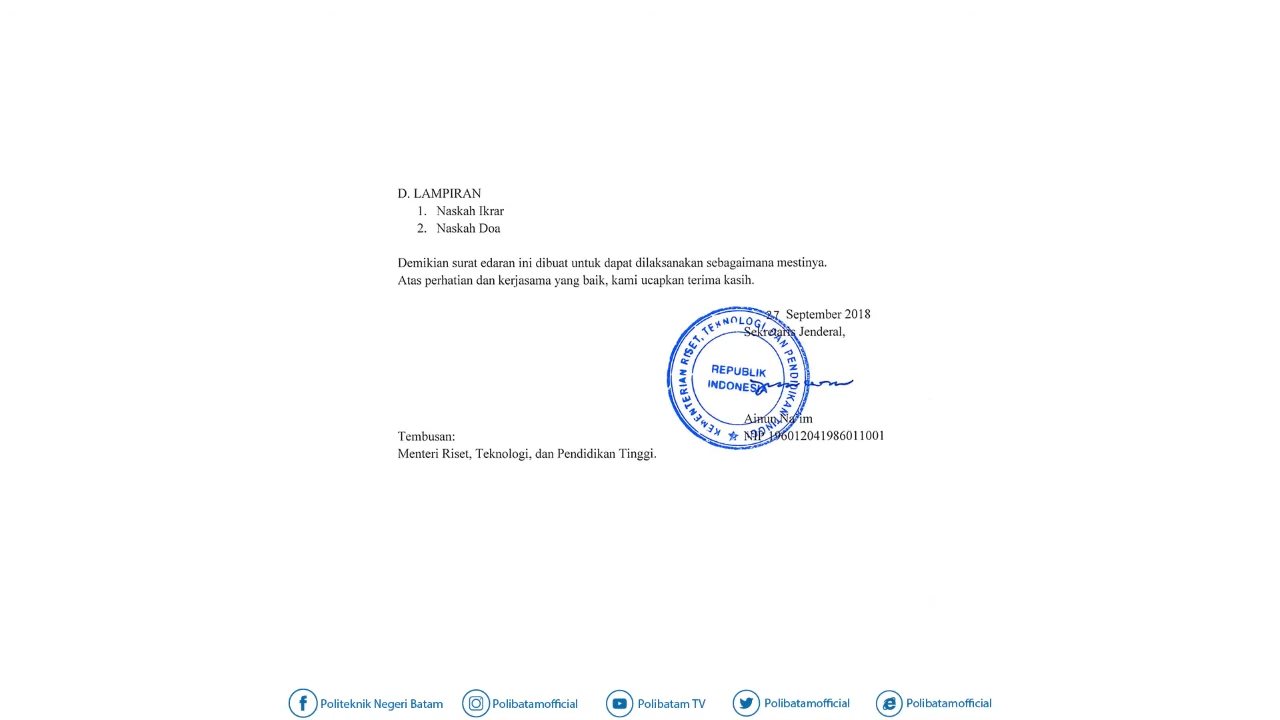 D. LAMPIRAN
1. Naskah Ikrar
2. Naskah Doa
Demikian surat edaran ini dibuat untuk dapat dilaksanakan sebagaimana mestinya.
Atas perhatian dan kerjasama yang baik, kami ucapkan terima kasih.
27 September 2018
Sekretaris Jenderal,
KEMENTERIAN RISET, TEKNOLOGI DAN PENDIDIKAN TINGGI
REPUBLIK
INDONESIA
Ainun Na'im
NIP 196012041986011001
Tembusan:
Menteri Riset, Teknologi, dan Pendidikan Tinggi.
Politeknik Negeri Batam
Polibatamofficial
Polibatam TV
Polibatamofficial
Polibatamofficial